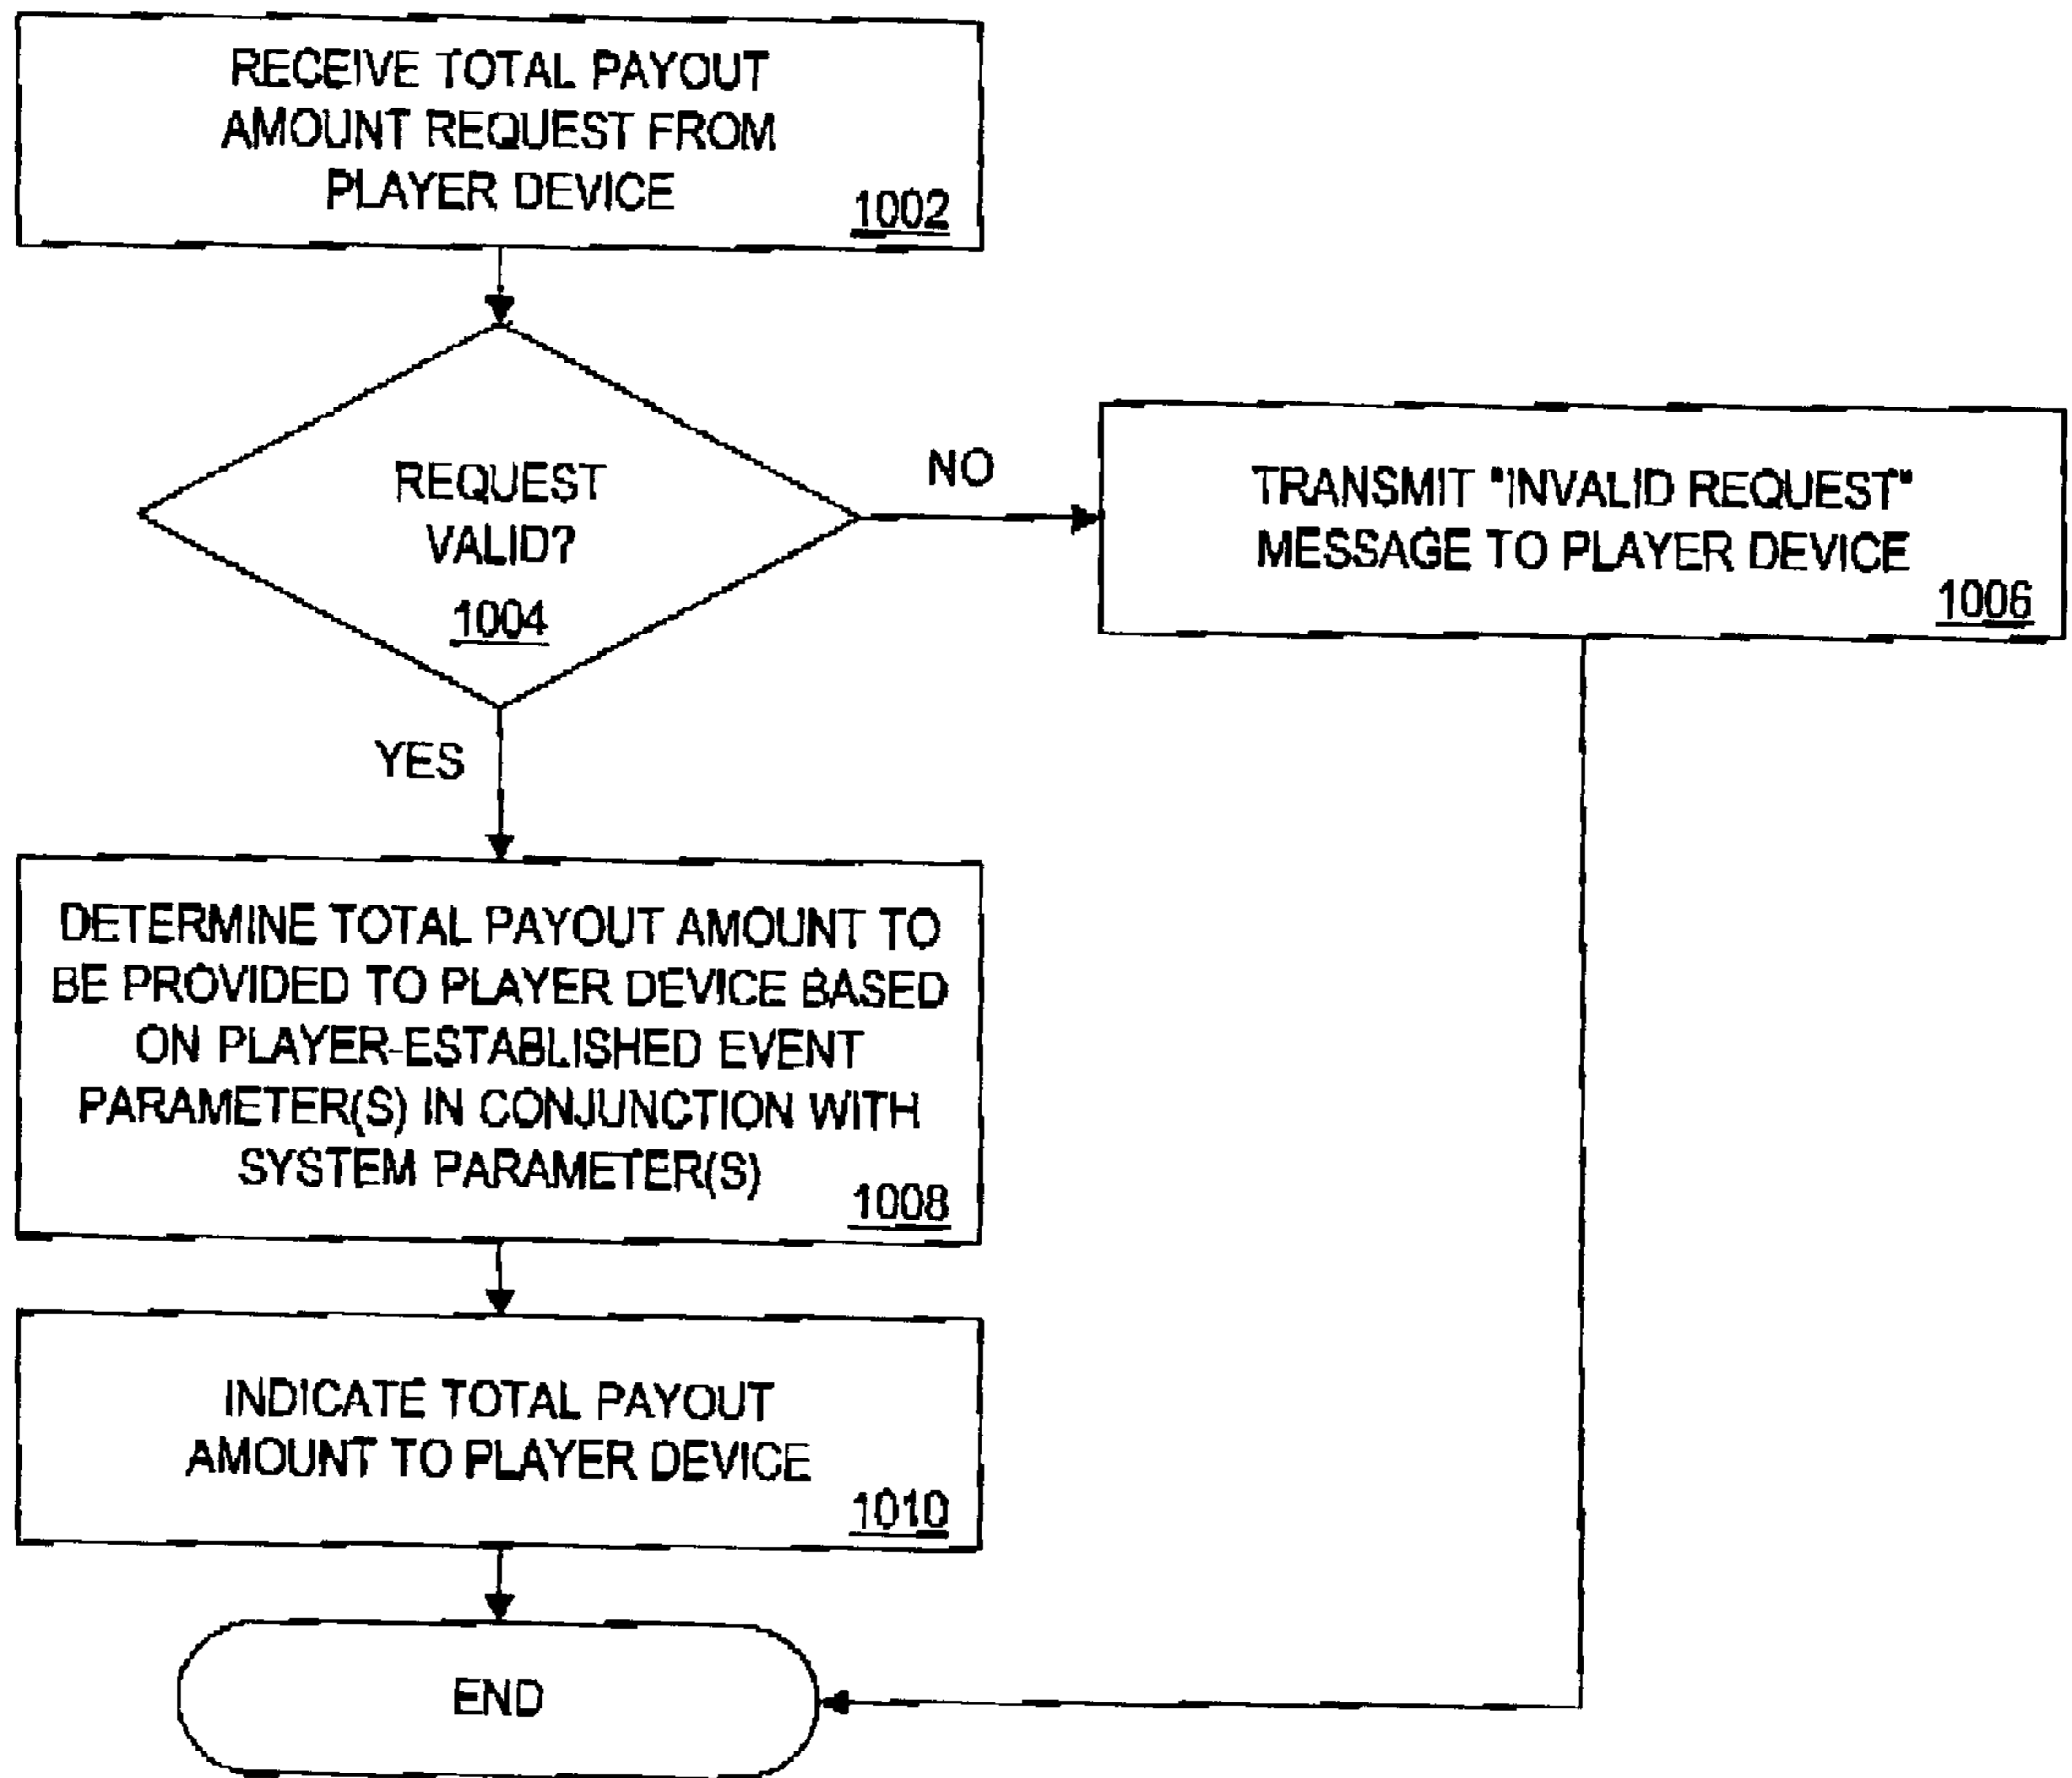 RECEIVE TOTAL PAYOUT
AMOUNT REQUEST FROM
PLAYER DEVICE
1002
REQUEST
VALID?
1004
NO
TRANSMIT "INVALID REQUEST"
MESSAGE TO PLAYER DEVICE
1006
YES
DETERMINE TOTAL PAYOUT AMOUNT TO
BE PROVIDED TO PLAYER DEVICE BASED
ON PLAYER-ESTABLISHED EVENT
PARAMETER(S) IN CONJUNCTION WITH
SYSTEM PARAMETER(S)
1008
INDICATE TOTAL PAYOUT
AMOUNT TO PLAYER DEVICE
1010
END